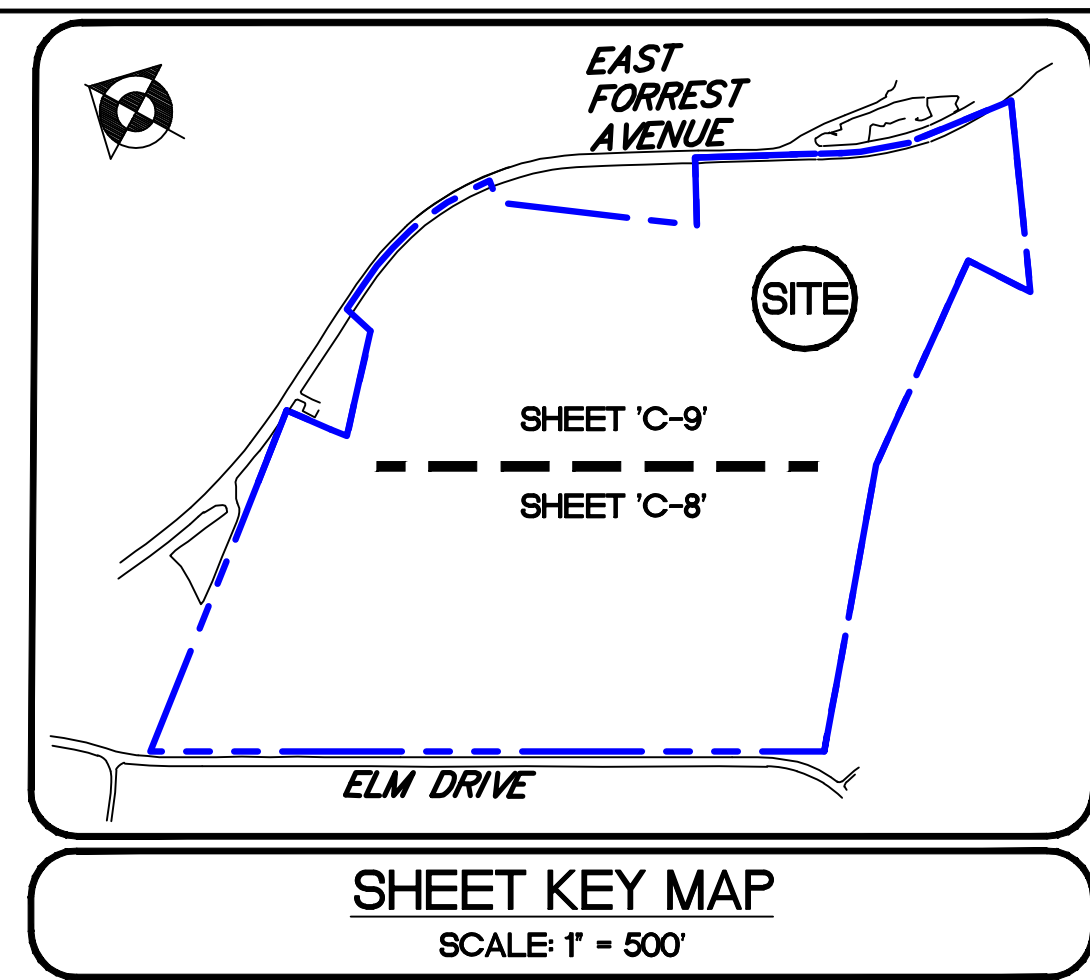 EAST
FORREST
AVENUE
SITE
SHEET 'C-9'
SHEET 'C-8'
ELM DRIVE
SHEET KEY MAP
SCALE: 1" = 500'